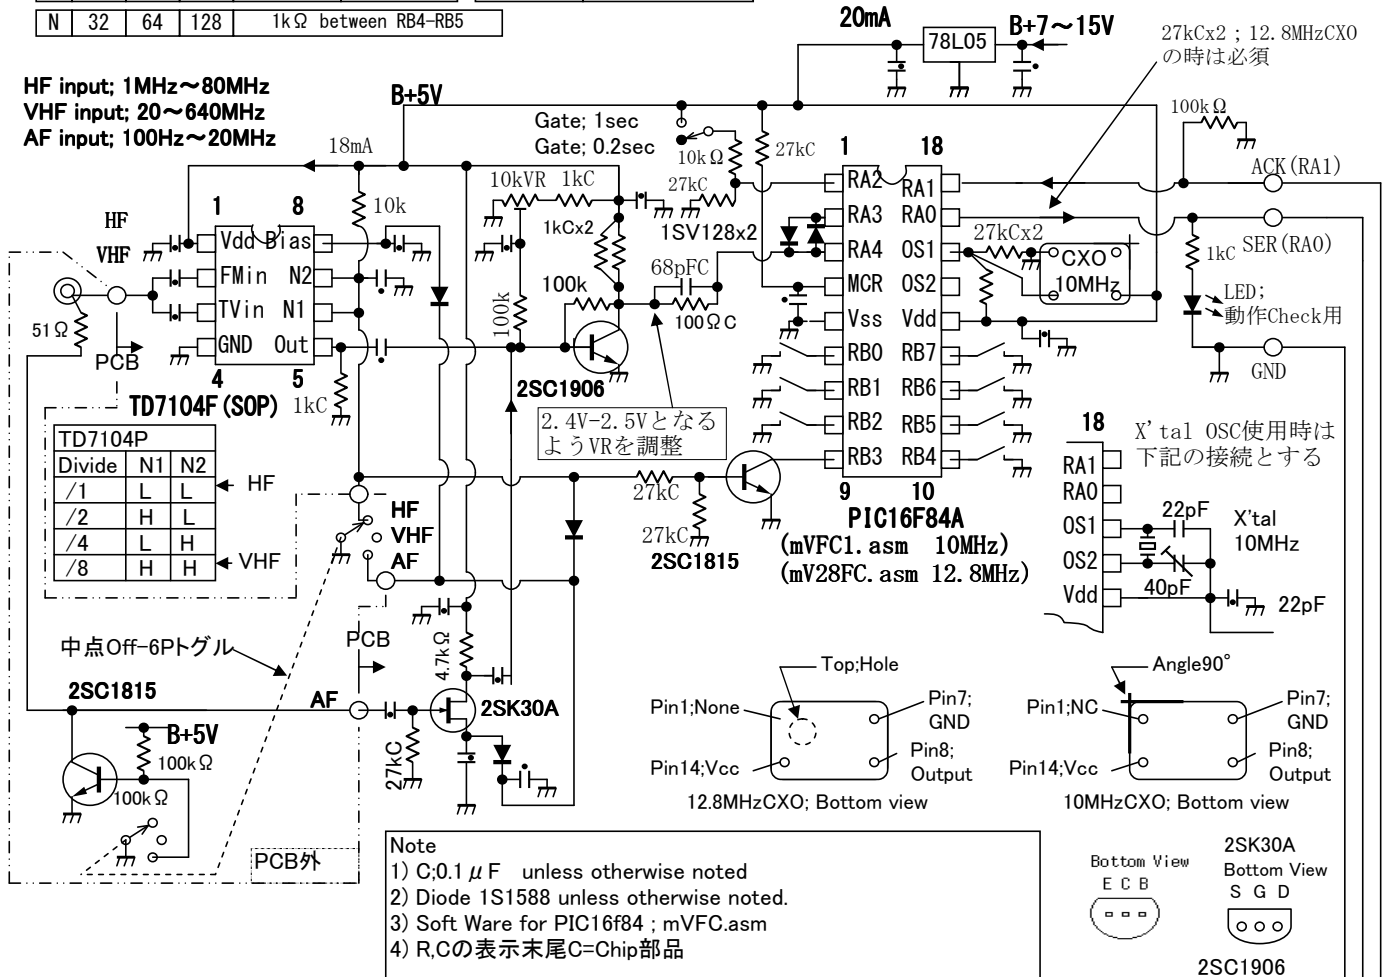 N 32 64 128 1kΩ between RB4-RB5
20mA
78L05
B+7～15V
27kCx2 ; 12.8MHzCXO
の時は必須
HF input; 1MHz～80MHz
VHF input; 20～640MHz
AF input; 100Hz～20MHz
B+5V
Gate; 1sec
Gate; 0.2sec
100kΩ
18mA
10kΩ
27kC
1
18
ACK(RA1)
10k
10kVR
1kC
27kC
RA2
RA1
HF
VHF
1
8
1kCx2
1SV128x2
RA3
RA0
27kCx2
SER(RA0)
Vdd
Bias
RA4
OS1
CXO
10MHz
1kC
FMin
N2
100k
68pFC
MCR
OS2
LED;
動作Check用
TVin
N1
100k
100ΩC
Vss
Vdd
51Ω
PCB
GND
Out
RB0
RB7
GND
4
5
2SC1906
RB1
RB6
TD7104F(SOP)
1kC
2.4V-2.5Vとなる
ようVRを調整
RB2
RB5
RB3
RB4
18
X'tal OSC使用時は
下記の接続とする
TD7104P
Divide N1 N2
/1 L L
HF
/2 H L
/4 L H
/8 H H
VHF
27kC
27kC
2SC1815
9
10
PIC16F84A
(mVFC1.asm 10MHz)
(mV28FC.asm 12.8MHz)
RA1
RA0
OS1
OS2
Vdd
22pF
X'tal
10MHz
40pF
22pF
HF
VHF
AF
中点Off-6Pトグル
PCB
4.7kΩ
2SC1815
AF
2SK30A
27kC
B+5V
100kΩ
100kΩ
PCB外
Top;Hole
Pin1;None
Pin7;
GND
Pin14;Vcc
Pin8;
Output
12.8MHzCXO; Bottom view
Angle90°
Pin1;NC
Pin7;
GND
Pin14;Vcc
Pin8;
Output
10MHzCXO; Bottom view
Note
1) C;0.1μF unless otherwise noted
2) Diode 1S1588 unless otherwise noted.
3) Soft Ware for PIC16f84 ; mVFC.asm
4) R,Cの表示末尾C=Chip部品
Bottom View
E C B
2SK30A
Bottom View
S G D
2SC1906